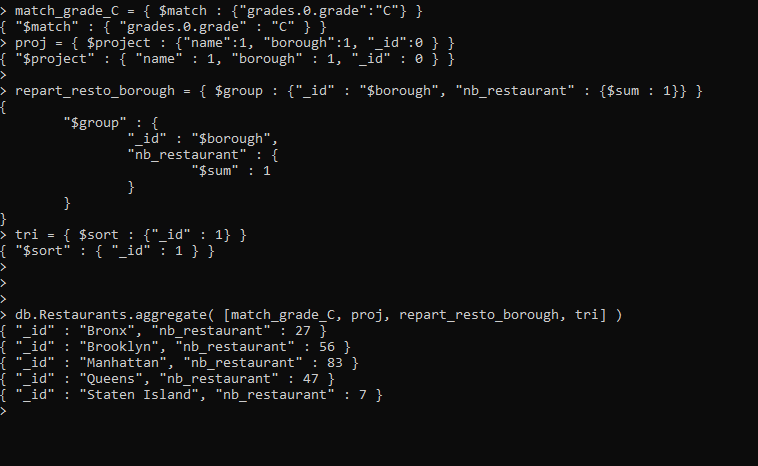 > match_grade_C = { $match : {"grades.0.grade":"C"} }
{ "$match" : { "grades.0.grade" : "C" } }
> proj = { $project : {"name":1, "borough":1, "_id":0 } }
{ "$project" : { "name" : 1, "borough" : 1, "_id" : 0 } }
>
> repart_resto_borough = { $group : {"_id" : "$borough", "nb_restaurant" : {$sum : 1}} }
{
        "$group" : {
                "_id" : "$borough",
                "nb_restaurant" : {
                        "$sum" : 1
                }
        }
}
> tri = { $sort : {"_id" : 1} }
{ "$sort" : { "_id" : 1 } }
>
>
>
> db.Restaurants.aggregate( [match_grade_C, proj, repart_resto_borough, tri] )
{ "_id" : "Bronx", "nb_restaurant" : 27 }
{ "_id" : "Brooklyn", "nb_restaurant" : 56 }
{ "_id" : "Manhattan", "nb_restaurant" : 83 }
{ "_id" : "Queens", "nb_restaurant" : 47 }
{ "_id" : "Staten Island", "nb_restaurant" : 7 }
>